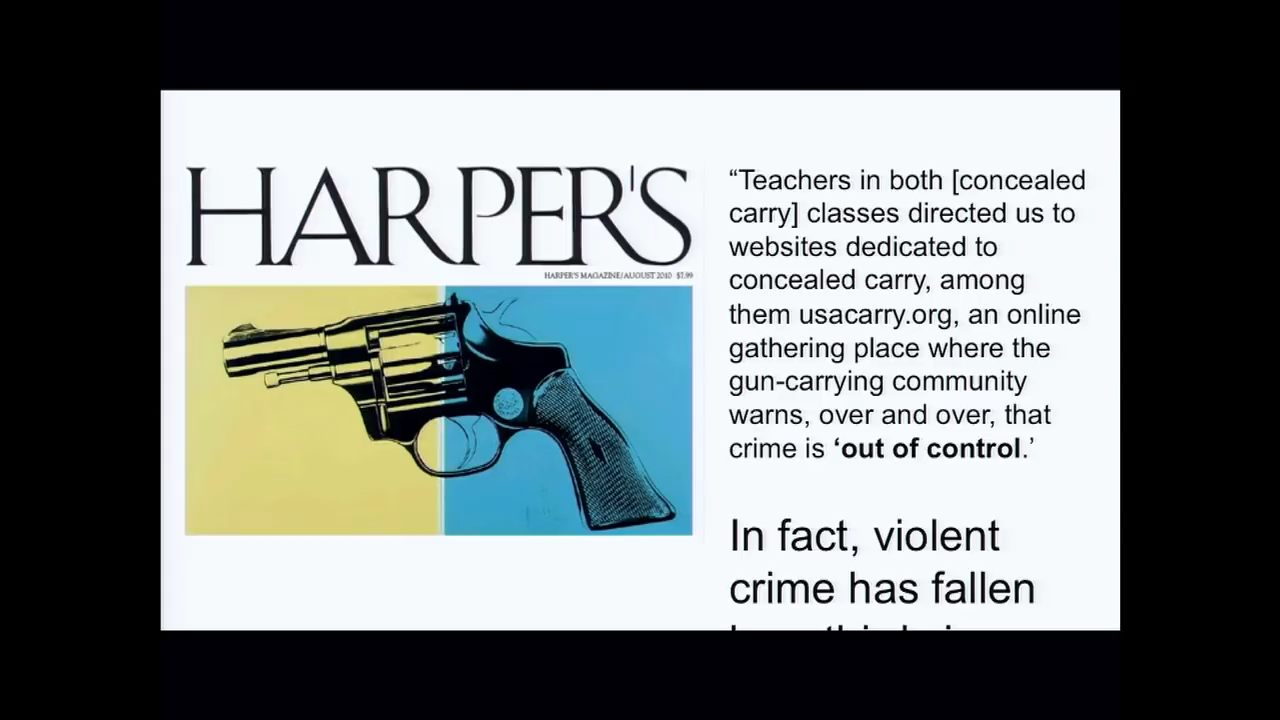 HARPER'S
HARPER'S MAGAZINE/AUGUST 2010 $7.99
“Teachers in both [concealed
carry] classes directed us to
websites dedicated to
concealed carry, among
them usacarry.org, an online
gathering place where the
gun-carrying community
warns, over and over, that
crime is ‘out of control.’
In fact, violent
crime has fallen